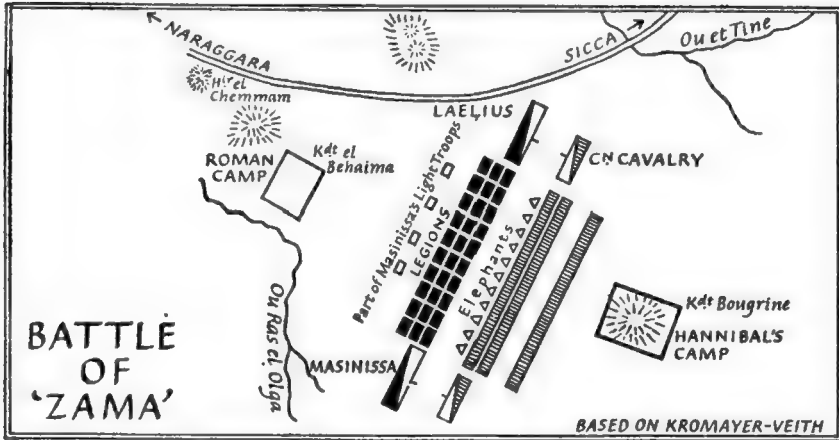 NARAGGARA
SICCA
Ou et Tine
Hr el
Chemmam
LAELIUS
ROMAN
CAMP
Kdt el
Behaima
Part of Masinissa's Light Troops
LEGIONS
Elephants
CN CAVALRY
Ou Ras el Olga
MASINISSA
Kdt Bougrine
HANNIBAL'S
CAMP
BATTLE
OF
'ZAMA'
BASED ON KROMAYER-VEITH